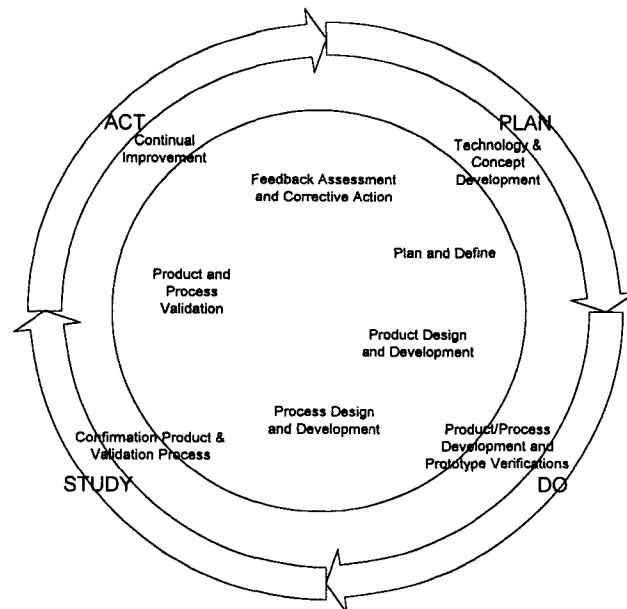 ACT
Continual
Improvement
PLAN
Technology &
Concept
Development
Feedback Assessment
and Corrective Action
Plan and Define
Product and
Process
Validation
Product Design
and Development
Process Design
and Development
Confirmation Product &
Validation Process
STUDY
Product/Process
Development and
Prototype Verifications
DO